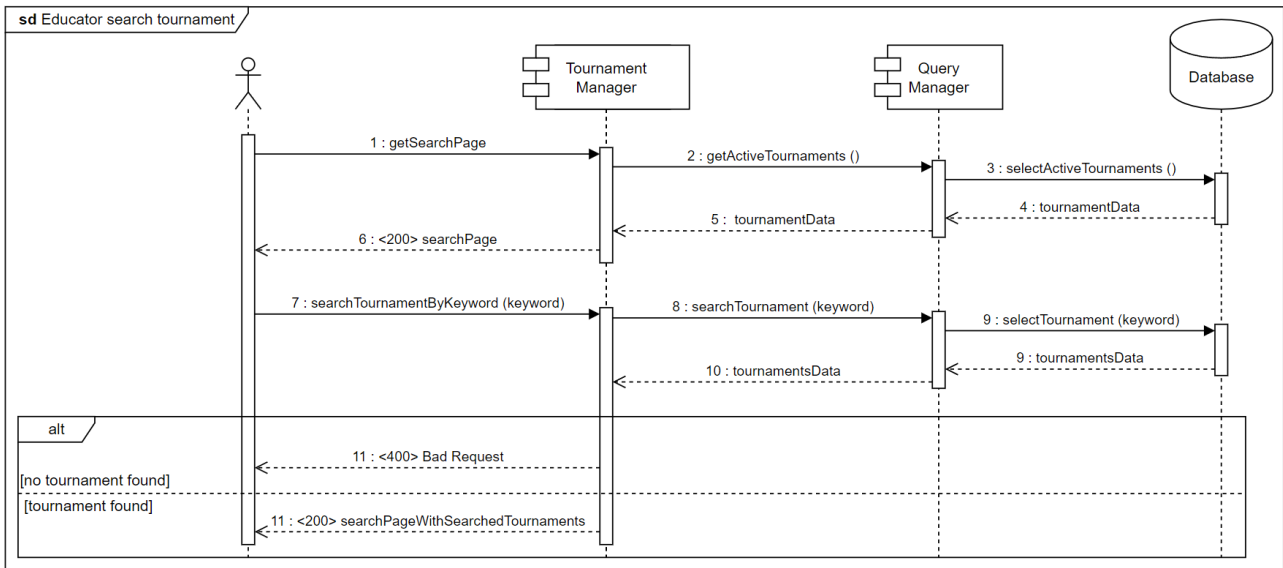 sd Educator search tournament
Tournament
Manager
Query
Manager
Database
1 : getSearchPage
2 : getActiveTournaments ()
3 : selectActiveTournaments ()
4 : tournamentData
5 :  tournamentData
6 : <200> searchPage
7 : searchTournamentByKeyword (keyword)
8 : searchTournament (keyword)
9 : selectTournament (keyword)
9 : tournamentsData
10 : tournamentsData
alt
11 : <400> Bad Request
[no tournament found]
[tournament found]
11 : <200> searchPageWithSearchedTournaments